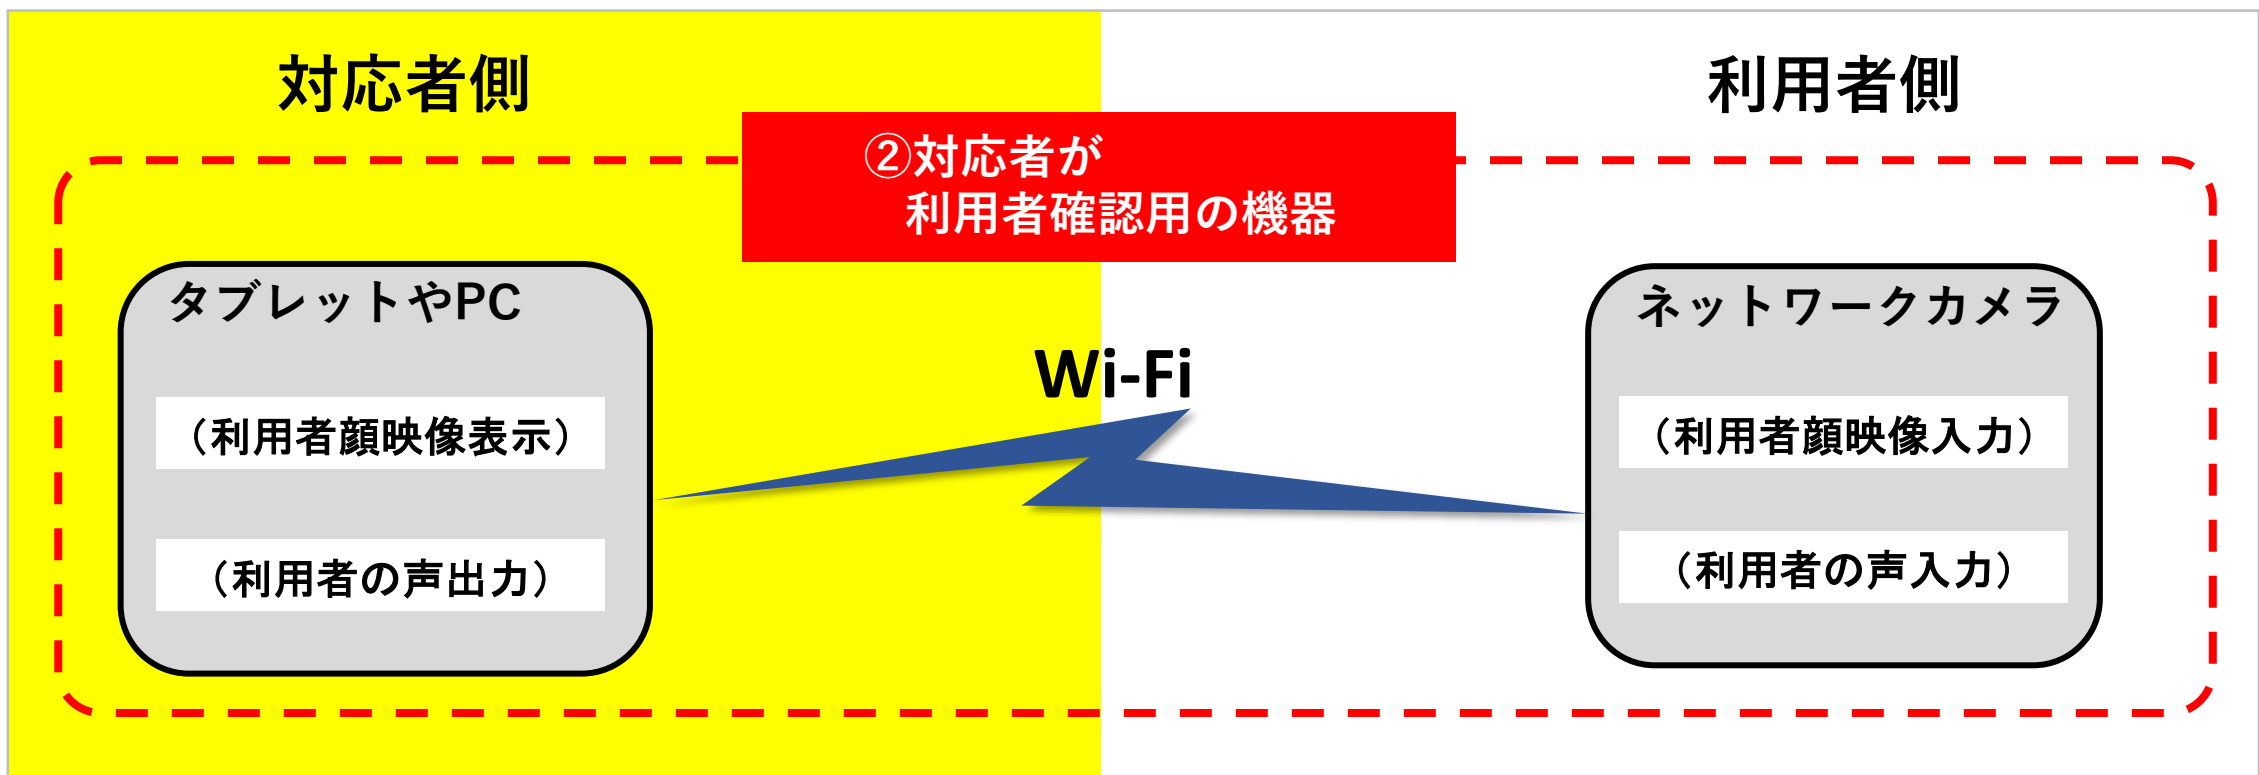 対応者側
利用者側
②対応者が
利用者確認用の機器
タブレットやPC
（利用者顔映像表示）
（利用者の声出力）
Wi-Fi
ネットワークカメラ
（利用者顔映像入力）
（利用者の声入力）